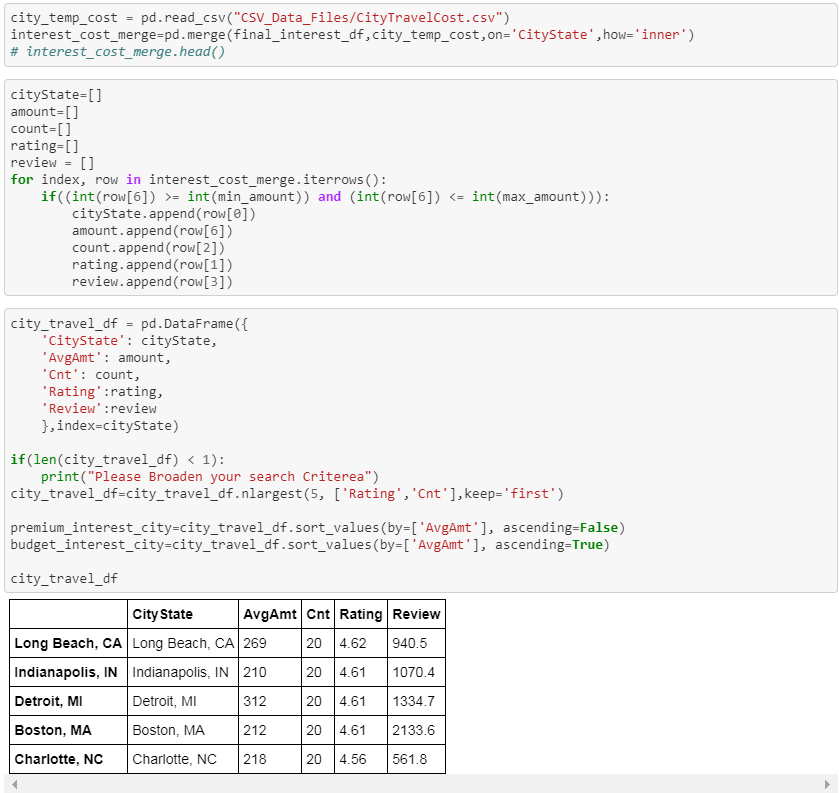 city_temp_cost = pd.read_csv("CSV_Data_Files/CityTravelCost.csv")
interest_cost_merge=pd.merge(final_interest_df,city_temp_cost,on='CityState',how='inner')
# interest_cost_merge.head()
cityState=[]
amount=[]
count=[]
rating=[]
review = []
for index, row in interest_cost_merge.iterrows():
    if((int(row[6]) >= int(min_amount)) and (int(row[6]) <= int(max_amount))):
        cityState.append(row[0])
        amount.append(row[6])
        count.append(row[2])
        rating.append(row[1])
        review.append(row[3])
city_travel_df = pd.DataFrame({
    'CityState': cityState,
    'AvgAmt': amount,
    'Cnt': count,
    'Rating':rating,
    'Review':review
    },index=cityState)
if(len(city_travel_df) < 1):
    print("Please Broaden your search Criterea")
city_travel_df=city_travel_df.nlargest(5, ['Rating','Cnt'],keep='first')
premium_interest_city=city_travel_df.sort_values(by=['AvgAmt'], ascending=False)
budget_interest_city=city_travel_df.sort_values(by=['AvgAmt'], ascending=True)
city_travel_df
CityState AvgAmt Cnt Rating Review
Long Beach, CA Long Beach, CA 269 20 4.62 940.5
Indianapolis, IN Indianapolis, IN 210 20 4.61 1070.4
Detroit, MI Detroit, MI 312 20 4.61 1334.7
Boston, MA Boston, MA 212 20 4.61 2133.6
Charlotte, NC Charlotte, NC 218 20 4.56 561.8